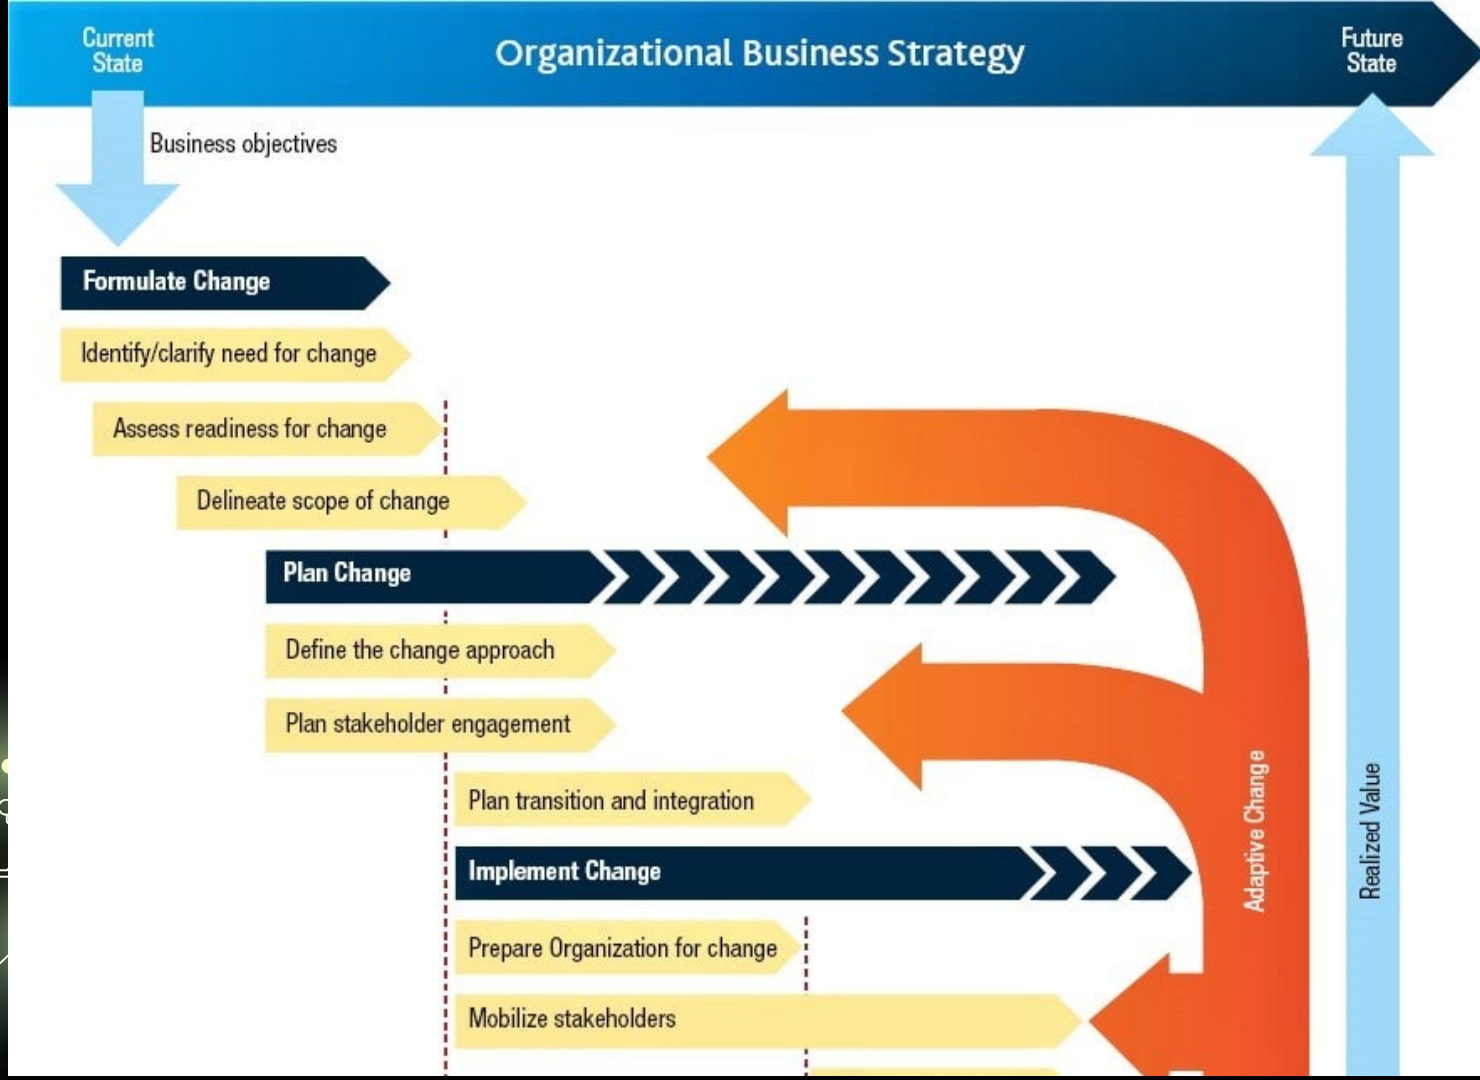 Current
State
Organizational Business Strategy
Future
State
Business objectives
Formulate Change
Identify/clarify need for change
Assess readiness for change
Delineate scope of change
Plan Change
Define the change approach
Plan stakeholder engagement
Plan transition and integration
Implement Change
Prepare Organization for change
Mobilize stakeholders
Adaptive Change
Realized Value